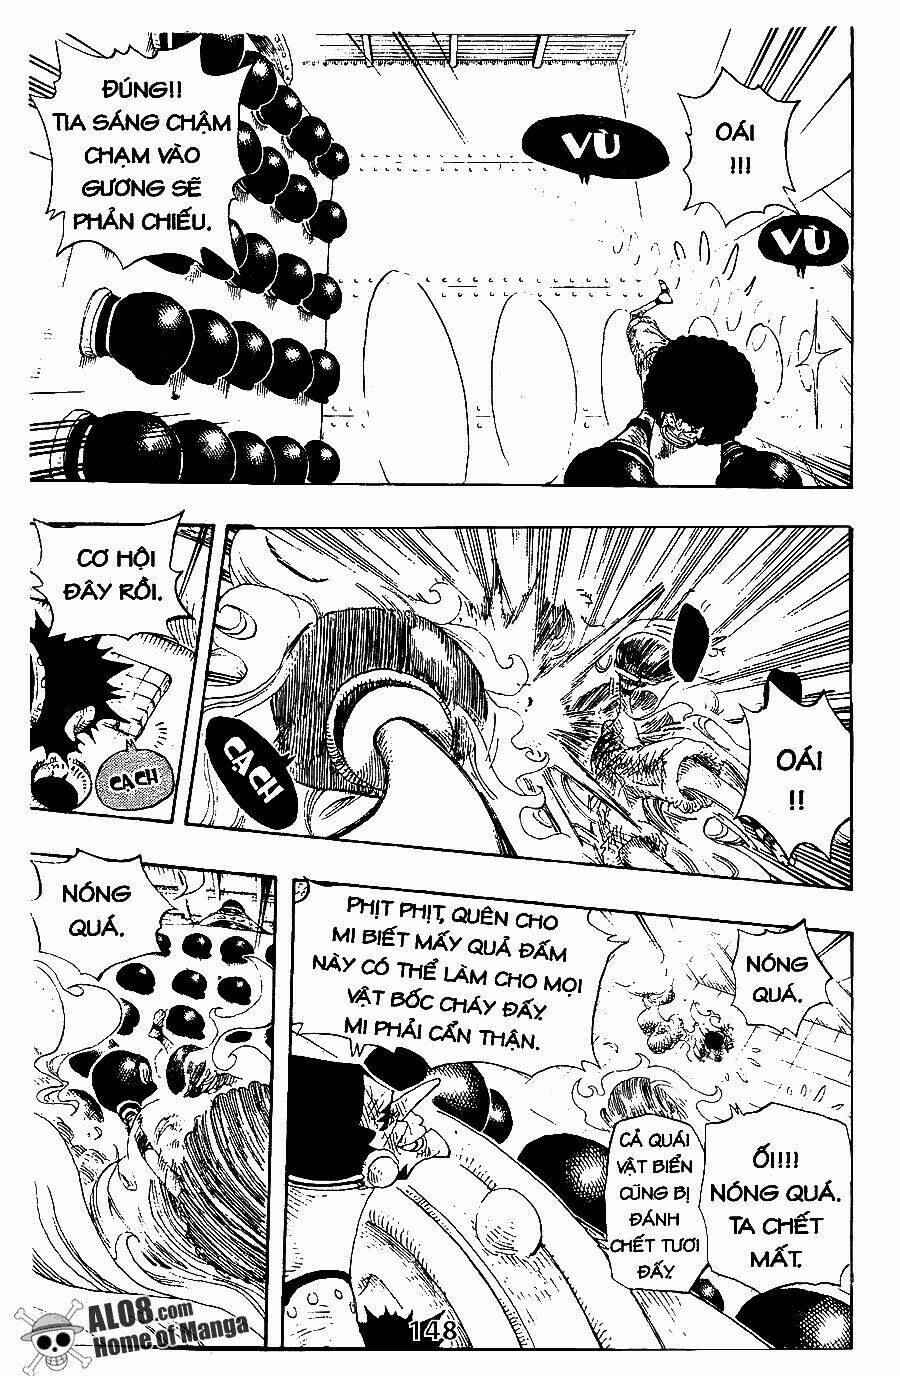 ĐÚNG!!
TIA SÁNG CHẬM
CHẠM VÀO
GƯƠNG SẼ
PHẢN CHIẾU.
VÙ
OÁI
!!!
VÙ
CƠ HỘI
ĐÂY RỒI.
CẠCH
CẠCH
OÁI
!!
NÓNG
QUÁ.
PHỊT PHỊT, QUÊN CHO
MI BIẾT MẤY QUẢ ĐẤM
NÀY CÓ THỂ LÀM CHO MỌI
VẬT BỐC CHÁY ĐẤY.
MI PHẢI CẨN THẬN.
NÓNG
QUÁ.
CẢ QUÁI
VẬT BIỂN
CŨNG BỊ
ĐÁNH
CHẾT TƯƠI
ĐẤY.
ỐI!!!!
NÓNG QUÁ.
TA CHẾT
MẤT.
148
ALO8.com
Home of Manga